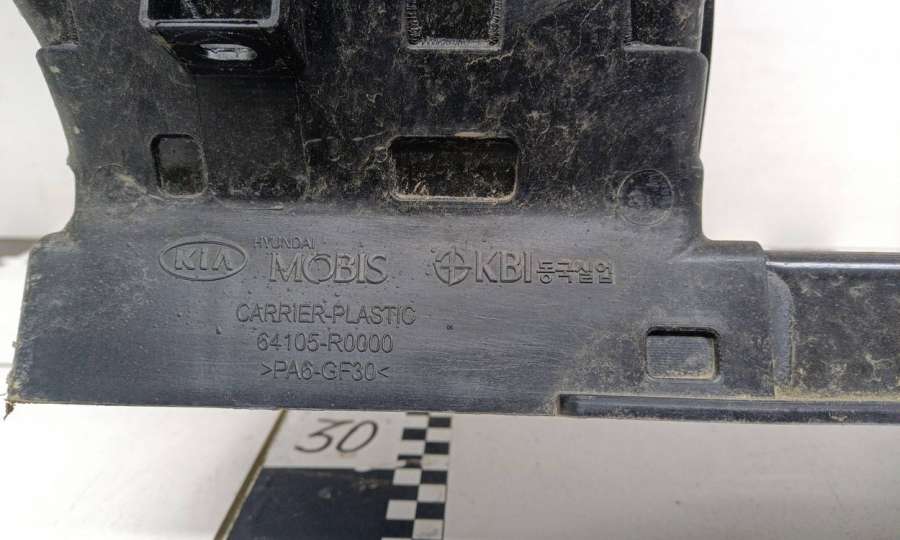 KIA HYUNDAI MOBIS KBI 동국실업
CARRIER-PLASTIC
64105-R0000
>PA6-GF30<
30